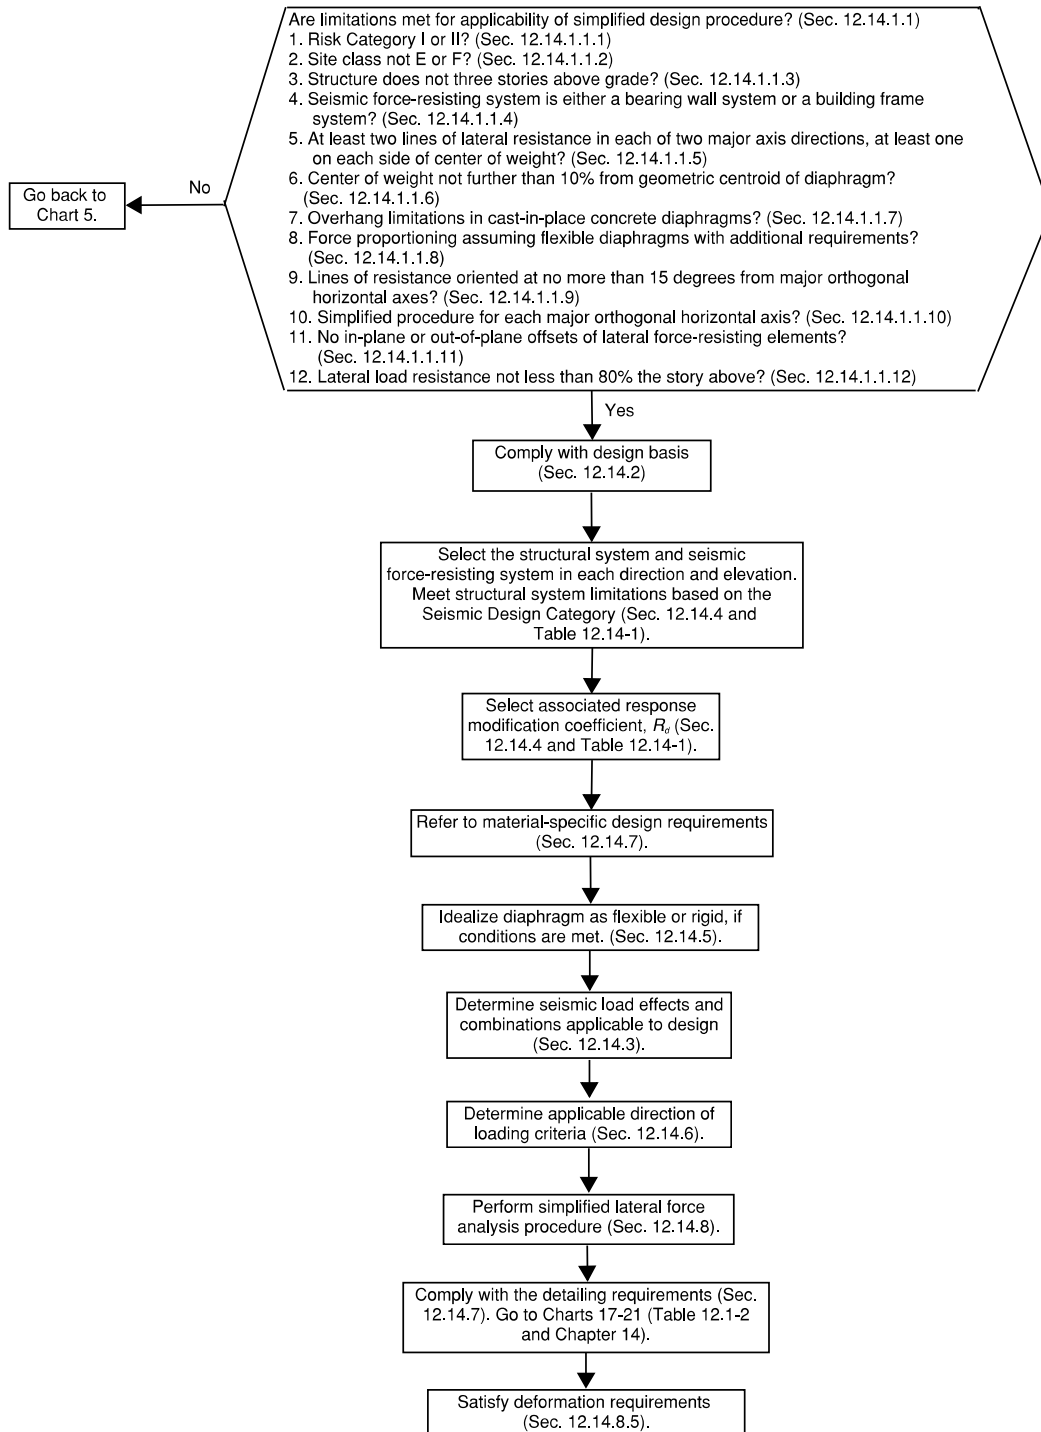 Are limitations met for applicability of simplified design procedure? (Sec. 12.14.1.1)
1. Risk Category I or II? (Sec. 12.14.1.1.1)
2. Site class not E or F? (Sec. 12.14.1.1.2)
3. Structure does not three stories above grade? (Sec. 12.14.1.1.3)
4. Seismic force-resisting system is either a bearing wall system or a building frame
system? (Sec. 12.14.1.1.4)
5. At least two lines of lateral resistance in each of two major axis directions, at least one
on each side of center of weight? (Sec. 12.14.1.1.5)
6. Center of weight not further than 10% from geometric centroid of diaphragm?
(Sec. 12.14.1.1.6)
7. Overhang limitations in cast-in-place concrete diaphragms? (Sec. 12.14.1.1.7)
8. Force proportioning assuming flexible diaphragms with additional requirements?
(Sec. 12.14.1.1.8)
9. Lines of resistance oriented at no more than 15 degrees from major orthogonal
horizontal axes? (Sec. 12.14.1.1.9)
10. Simplified procedure for each major orthogonal horizontal axis? (Sec. 12.14.1.1.10)
11. No in-plane or out-of-plane offsets of lateral force-resisting elements?
(Sec. 12.14.1.1.11)
12. Lateral load resistance not less than 80% the story above? (Sec. 12.14.1.1.12)
No
Go back to
Chart 5.
Yes
Comply with design basis
(Sec. 12.14.2)
Select the structural system and seismic
force-resisting system in each direction and elevation.
Meet structural system limitations based on the
Seismic Design Category (Sec. 12.14.4 and
Table 12.14-1).
Select associated response
modification coefficient, R_d (Sec.
12.14.4 and Table 12.14-1).
Refer to material-specific design requirements
(Sec. 12.14.7).
Idealize diaphragm as flexible or rigid, if
conditions are met. (Sec. 12.14.5).
Determine seismic load effects and
combinations applicable to design
(Sec. 12.14.3).
Determine applicable direction of
loading criteria (Sec. 12.14.6).
Perform simplified lateral force
analysis procedure (Sec. 12.14.8).
Comply with the detailing requirements (Sec.
12.14.7). Go to Charts 17-21 (Table 12.1-2
and Chapter 14).
Satisfy deformation requirements
(Sec. 12.14.8.5).